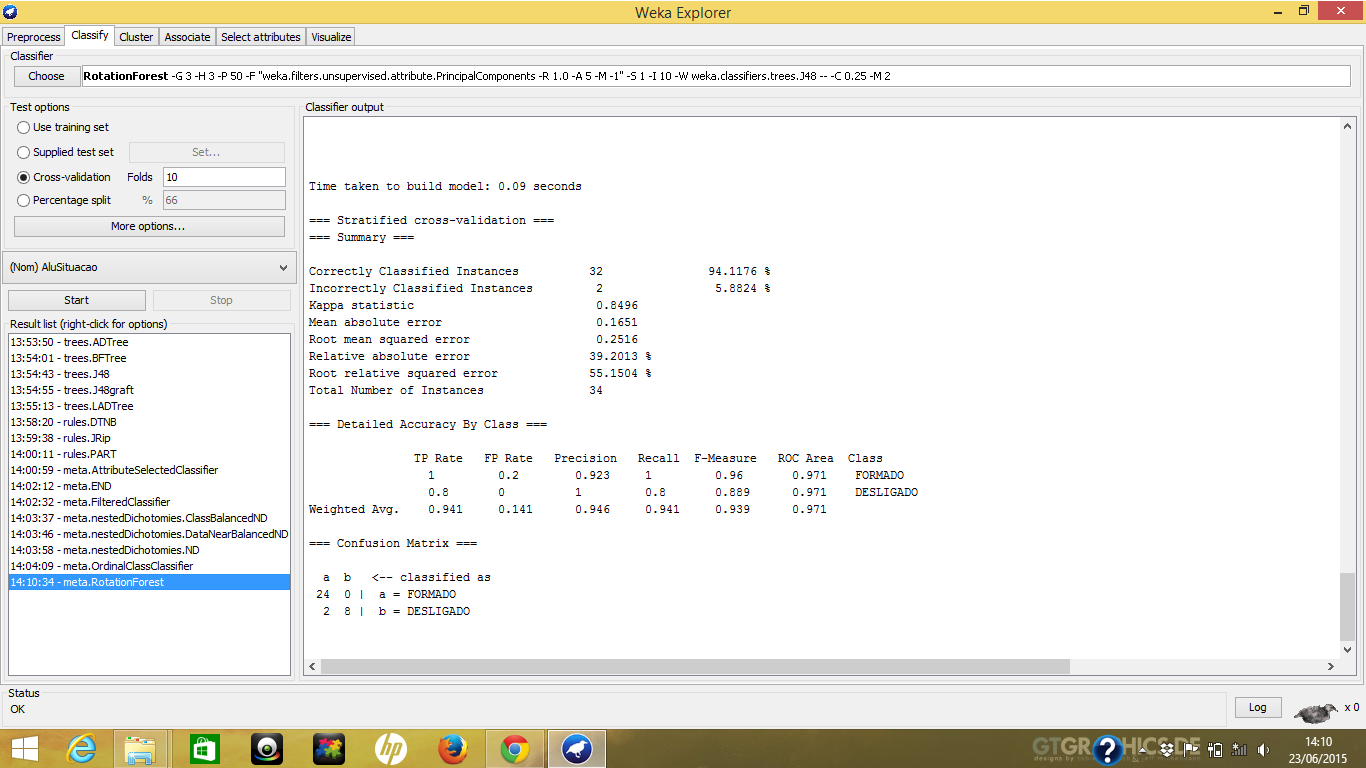 Weka Explorer
Preprocess Classify Cluster Associate Select attributes Visualize
Classifier
Choose RotationForest -G 3 -H 3 -P 50 -F "weka.filters.unsupervised.attribute.PrincipalComponents -R 1.0 -A 5 -M -1" -S 1 -I 10 -W weka.classifiers.trees.J48 -- -C 0.25 -M 2
Test options
Use training set
Supplied test set Set...
Cross-validation Folds 10
Percentage split % 66
More options...
(Nom) AluSituacao
Start Stop
Result list (right-click for options)
13:53:50 - trees.ADTree
13:54:01 - trees.BFTree
13:54:43 - trees.J48
13:54:55 - trees.J48graft
13:55:13 - trees.LADTree
13:58:20 - rules.DTNB
13:59:38 - rules.JRip
14:00:11 - rules.PART
14:00:59 - meta.AttributeSelectedClassifier
14:02:12 - meta.END
14:02:32 - meta.FilteredClassifier
14:03:37 - meta.nestedDichotomies.ClassBalancedND
14:03:46 - meta.nestedDichotomies.DataNearBalancedND
14:03:58 - meta.nestedDichotomies.ND
14:04:09 - meta.OrdinalClassClassifier
14:10:34 - meta.RotationForest
Classifier output
Time taken to build model: 0.09 seconds
=== Stratified cross-validation ===
=== Summary ===
Correctly Classified Instances 32 94.1176 %
Incorrectly Classified Instances 2 5.8824 %
Kappa statistic 0.8496
Mean absolute error 0.1651
Root mean squared error 0.2516
Relative absolute error 39.2013 %
Root relative squared error 55.1504 %
Total Number of Instances 34
=== Detailed Accuracy By Class ===
TP Rate FP Rate Precision Recall F-Measure ROC Area Class
1 0.2 0.923 1 0.96 0.971 FORMADO
0.8 0 1 0.8 0.889 0.971 DESLIGADO
Weighted Avg. 0.941 0.141 0.946 0.941 0.939 0.971
=== Confusion Matrix ===
a b <-- classified as
24 0 | a = FORMADO
2 8 | b = DESLIGADO
Status
OK
Log x 0
hp
14:10
23/06/2015